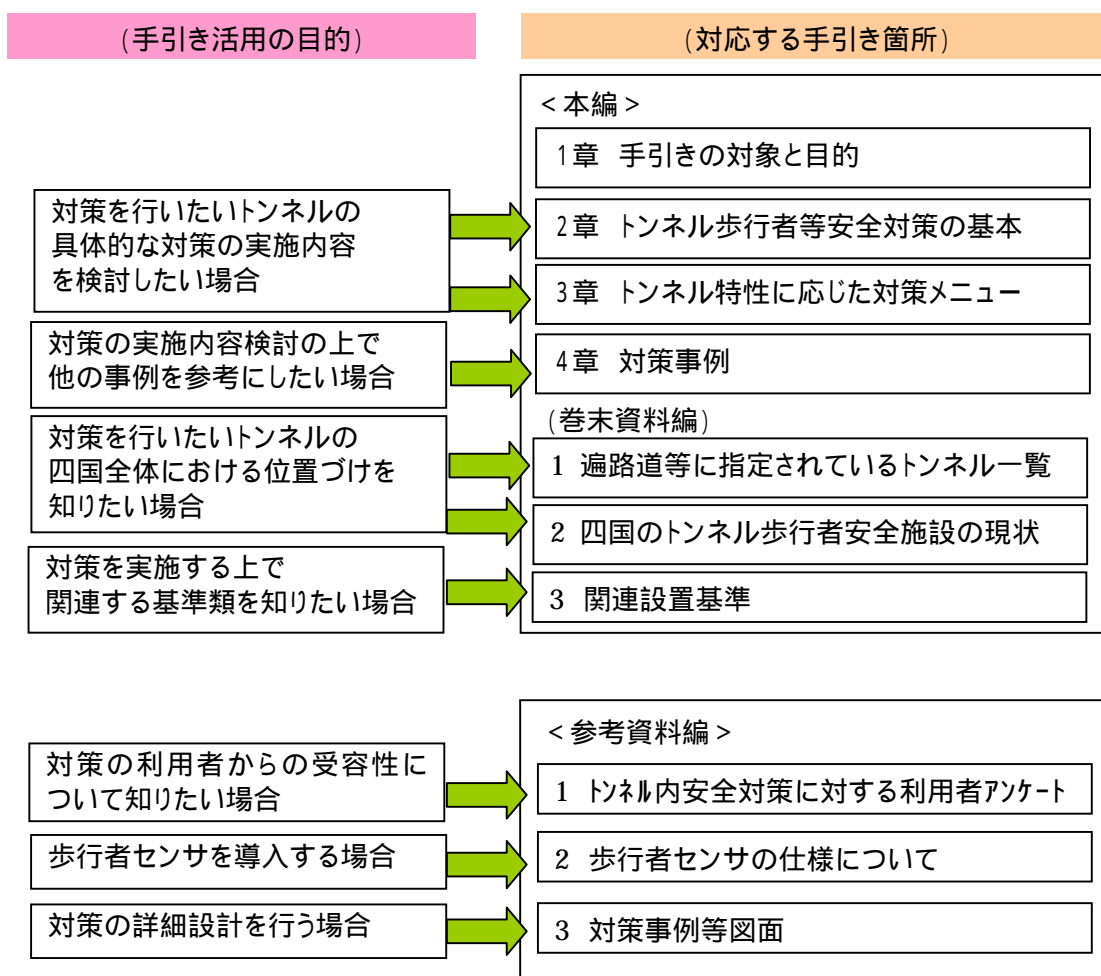 (手引き活用の目的)
(対応する手引き箇所)
<本編>
1章 手引きの対象と目的
対策を行いたいトンネルの
具体的な対策の実施内容
を検討したい場合
2章 トンネル歩行者等安全対策の基本
3章 トンネル特性に応じた対策メニュー
対策の実施内容検討の上で
他の事例を参考にしたい場合
4章 対策事例
(巻末資料編)
対策を行いたいトンネルの
四国全体における位置づけを
知りたい場合
1 遍路道等に指定されているトンネル一覧
2 四国のトンネル歩行者安全施設の現状
対策を実施する上で
関連する基準類を知りたい場合
3 関連設置基準
<参考資料編>
対策の利用者からの受容性に
ついて知りたい場合
1 トンネル内安全対策に対する利用者アンケート
歩行者センサを導入する場合
2 歩行者センサの仕様について
対策の詳細設計を行う場合
3 対策事例等図面